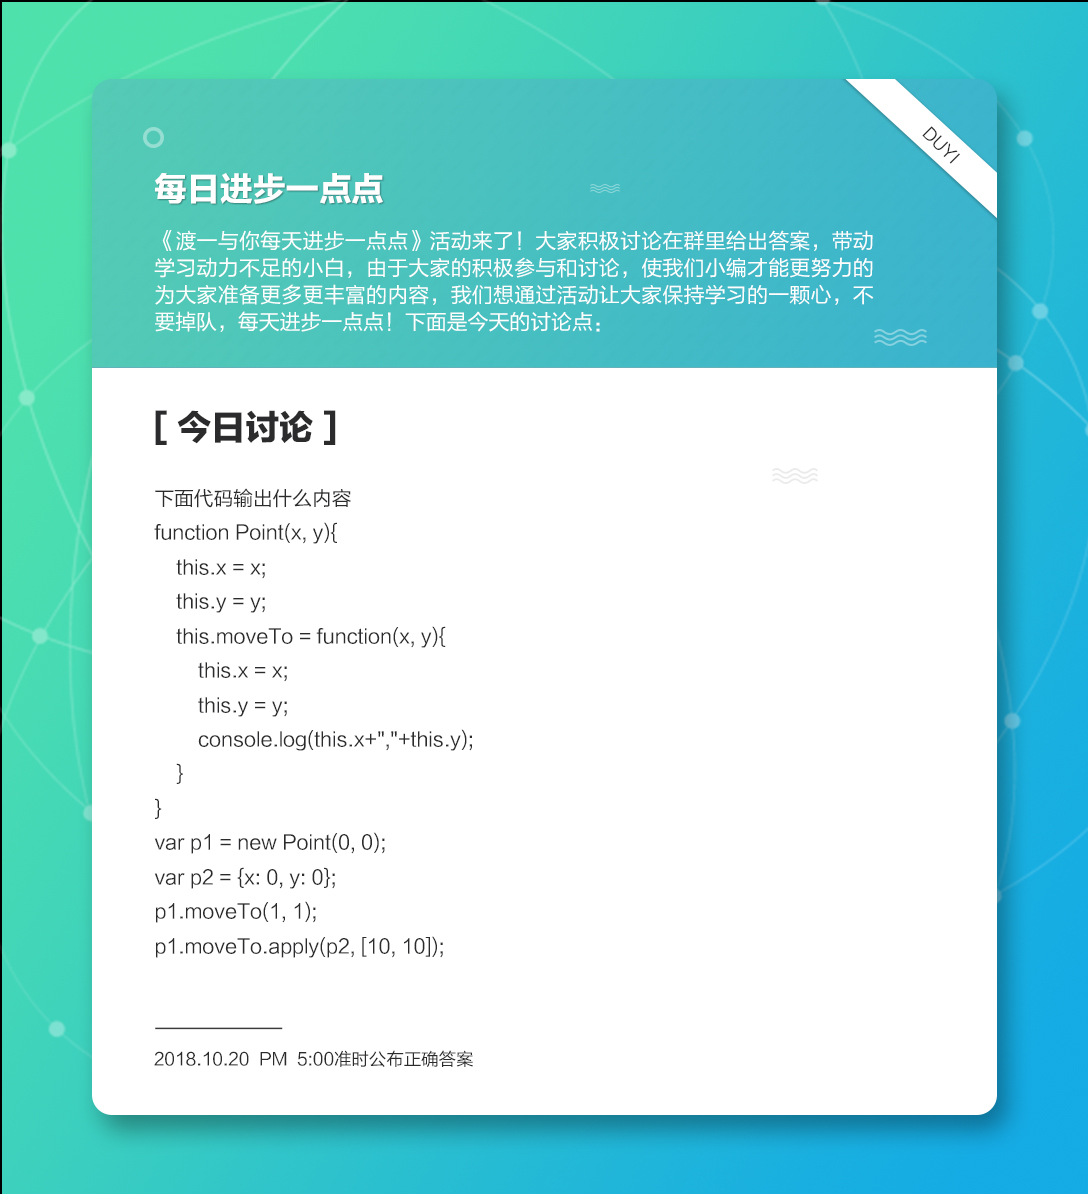 DUYI
每日进步一点点
《渡一与你每天进步一点点》活动来了！大家积极讨论在群里给出答案，带动
学习动力不足的小白，由于大家的积极参与和讨论，使我们小编才能更努力的
为大家准备更多更丰富的内容，我们想通过活动让大家保持学习的一颗心，不
要掉队，每天进步一点点！下面是今天的讨论点：
[ 今日讨论 ]
下面代码输出什么内容
function Point(x, y){
    this.x = x;
    this.y = y;
    this.moveTo = function(x, y){
        this.x = x;
        this.y = y;
        console.log(this.x+","+this.y);
    }
}
var p1 = new Point(0, 0);
var p2 = {x: 0, y: 0};
p1.moveTo(1, 1);
p1.moveTo.apply(p2, [10, 10]);
2018.10.20 PM 5:00准时公布正确答案